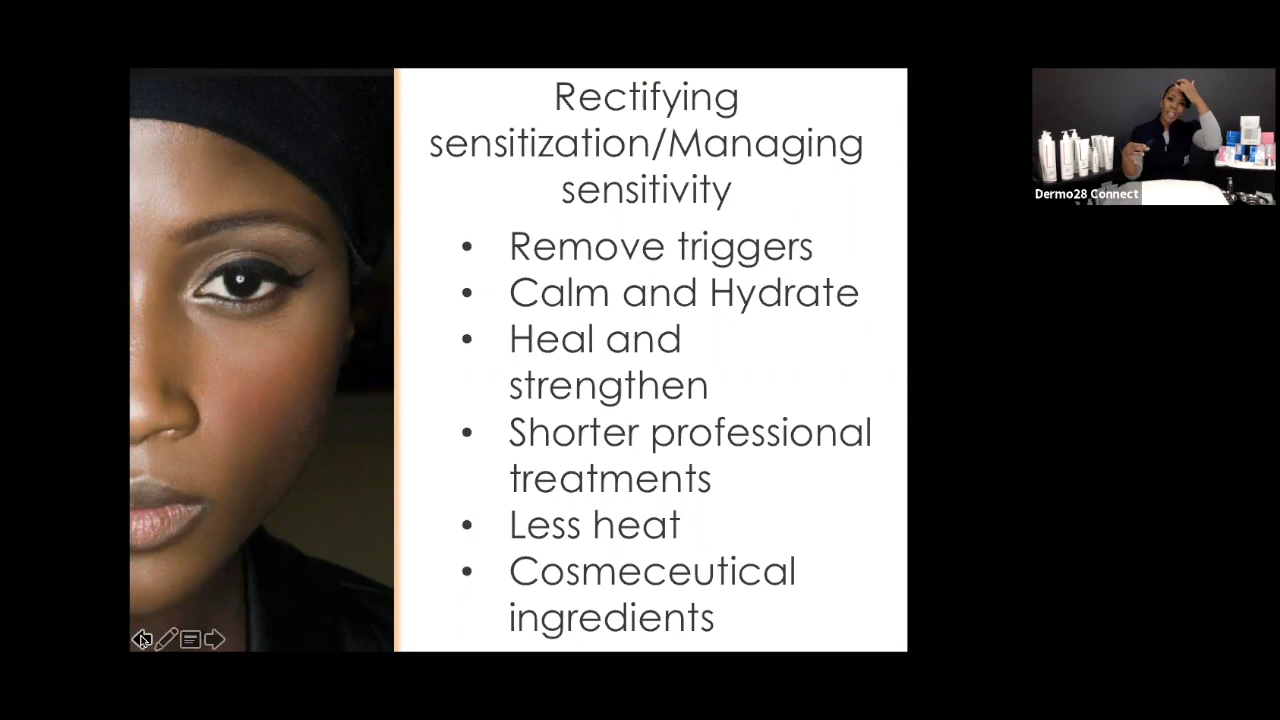 Rectifying
sensitization/Managing
sensitivity
• Remove triggers
• Calm and Hydrate
• Heal and
strengthen
• Shorter professional
treatments
• Less heat
• Cosmeceutical
ingredients
Dermo28 Connect